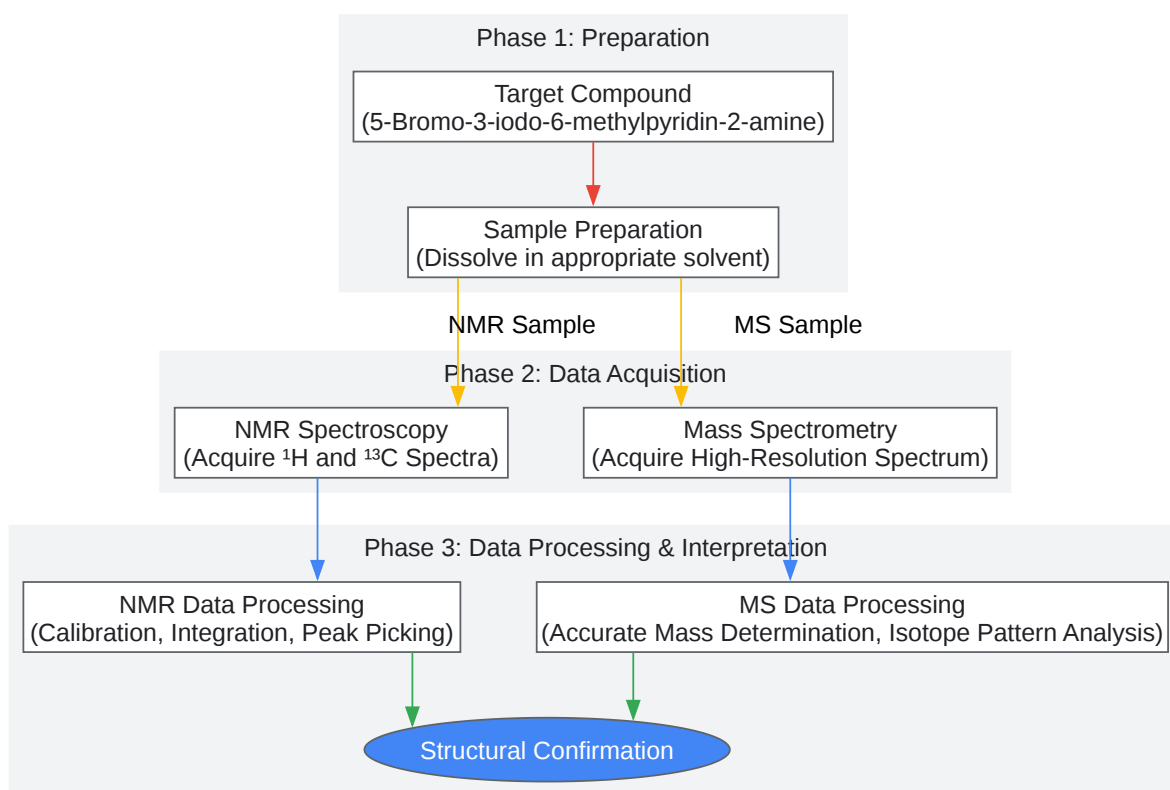 Phase 1: Preparation
Target Compound
(5-Bromo-3-iodo-6-methylpyridin-2-amine)
Sample Preparation
(Dissolve in appropriate solvent)
NMR Sample
MS Sample
Phase 2: Data Acquisition
NMR Spectroscopy
(Acquire ¹H and ¹³C Spectra)
Mass Spectrometry
(Acquire High-Resolution Spectrum)
Phase 3: Data Processing & Interpretation
NMR Data Processing
(Calibration, Integration, Peak Picking)
MS Data Processing
(Accurate Mass Determination, Isotope Pattern Analysis)
Structural Confirmation